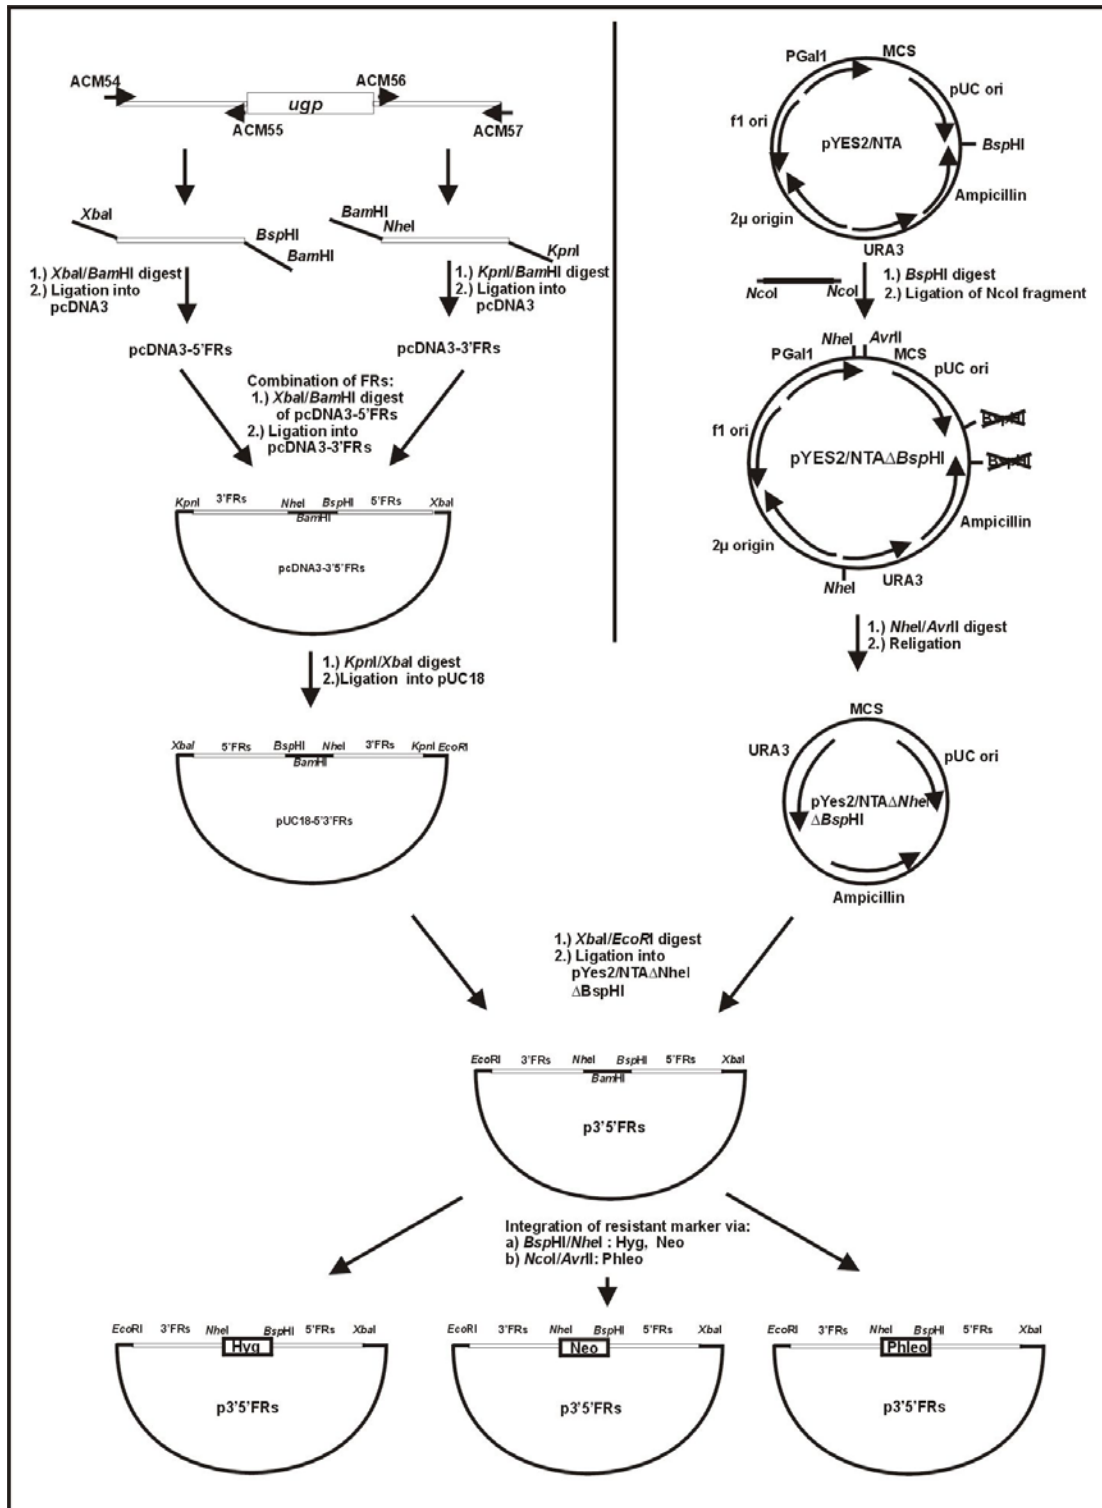 ACM54
ACM56
ugp
ACM55
ACM57
XbaI
BspHI
BamHI
BamHI
NheI
KpnI
1.) XbaI/BamHI digest
2.) Ligation into
pcDNA3
1.) KpnI/BamHI digest
2.) Ligation into
pcDNA3
pcDNA3-5'FRs
pcDNA3-3'FRs
Combination of FRs:
1.) XbaI/BamHI digest
of pcDNA3-5'FRs
2.) Ligation into
pcDNA3-3'FRs
KpnI 3'FRs NheI BspHI 5'FRs XbaI
BamHI
pcDNA3-3'5'FRs
1.) KpnI/XbaI digest
2.)Ligation into pUC18
XbaI 5'FRs BspHI NheI 3'FRs KpnI EcoRI
BamHI
pUC18-5'3'FRs
PGal1
MCS
pUC ori
f1 ori
pYES2/NTA
BspHI
Ampicillin
2µ origin
URA3
NcoI
NcoI
1.) BspHI digest
2.) Ligation of NcoI fragment
NheI
AvrII
PGal1
MCS
pUC ori
BspHI
f1 ori
pYES2/NTAΔBspHI
BspHI
Ampicillin
2µ origin
URA3
NheI
1.) NheI/AvrII digest
2.) Religation
MCS
URA3
pUC ori
pYes2/NTAΔNheI
ΔBspHI
Ampicillin
1.) XbaI/EcoRI digest
2.) Ligation into
pYes2/NTAΔNheI
ΔBspHI
EcoRI 3'FRs NheI BspHI 5'FRs XbaI
BamHI
p3'5'FRs
Integration of resistant marker via:
a) BspHI/NheI : Hyg, Neo
b) NcoI/AvrII: Phleo
EcoRI 3'FRs NheI BspHI 5'FRs XbaI
Hyg
p3'5'FRs
EcoRI 3'FRs NheI BspHI 5'FRs XbaI
Neo
p3'5'FRs
EcoRI 3'FRs NheI BspHI 5'FRs XbaI
Phleo
p3'5'FRs